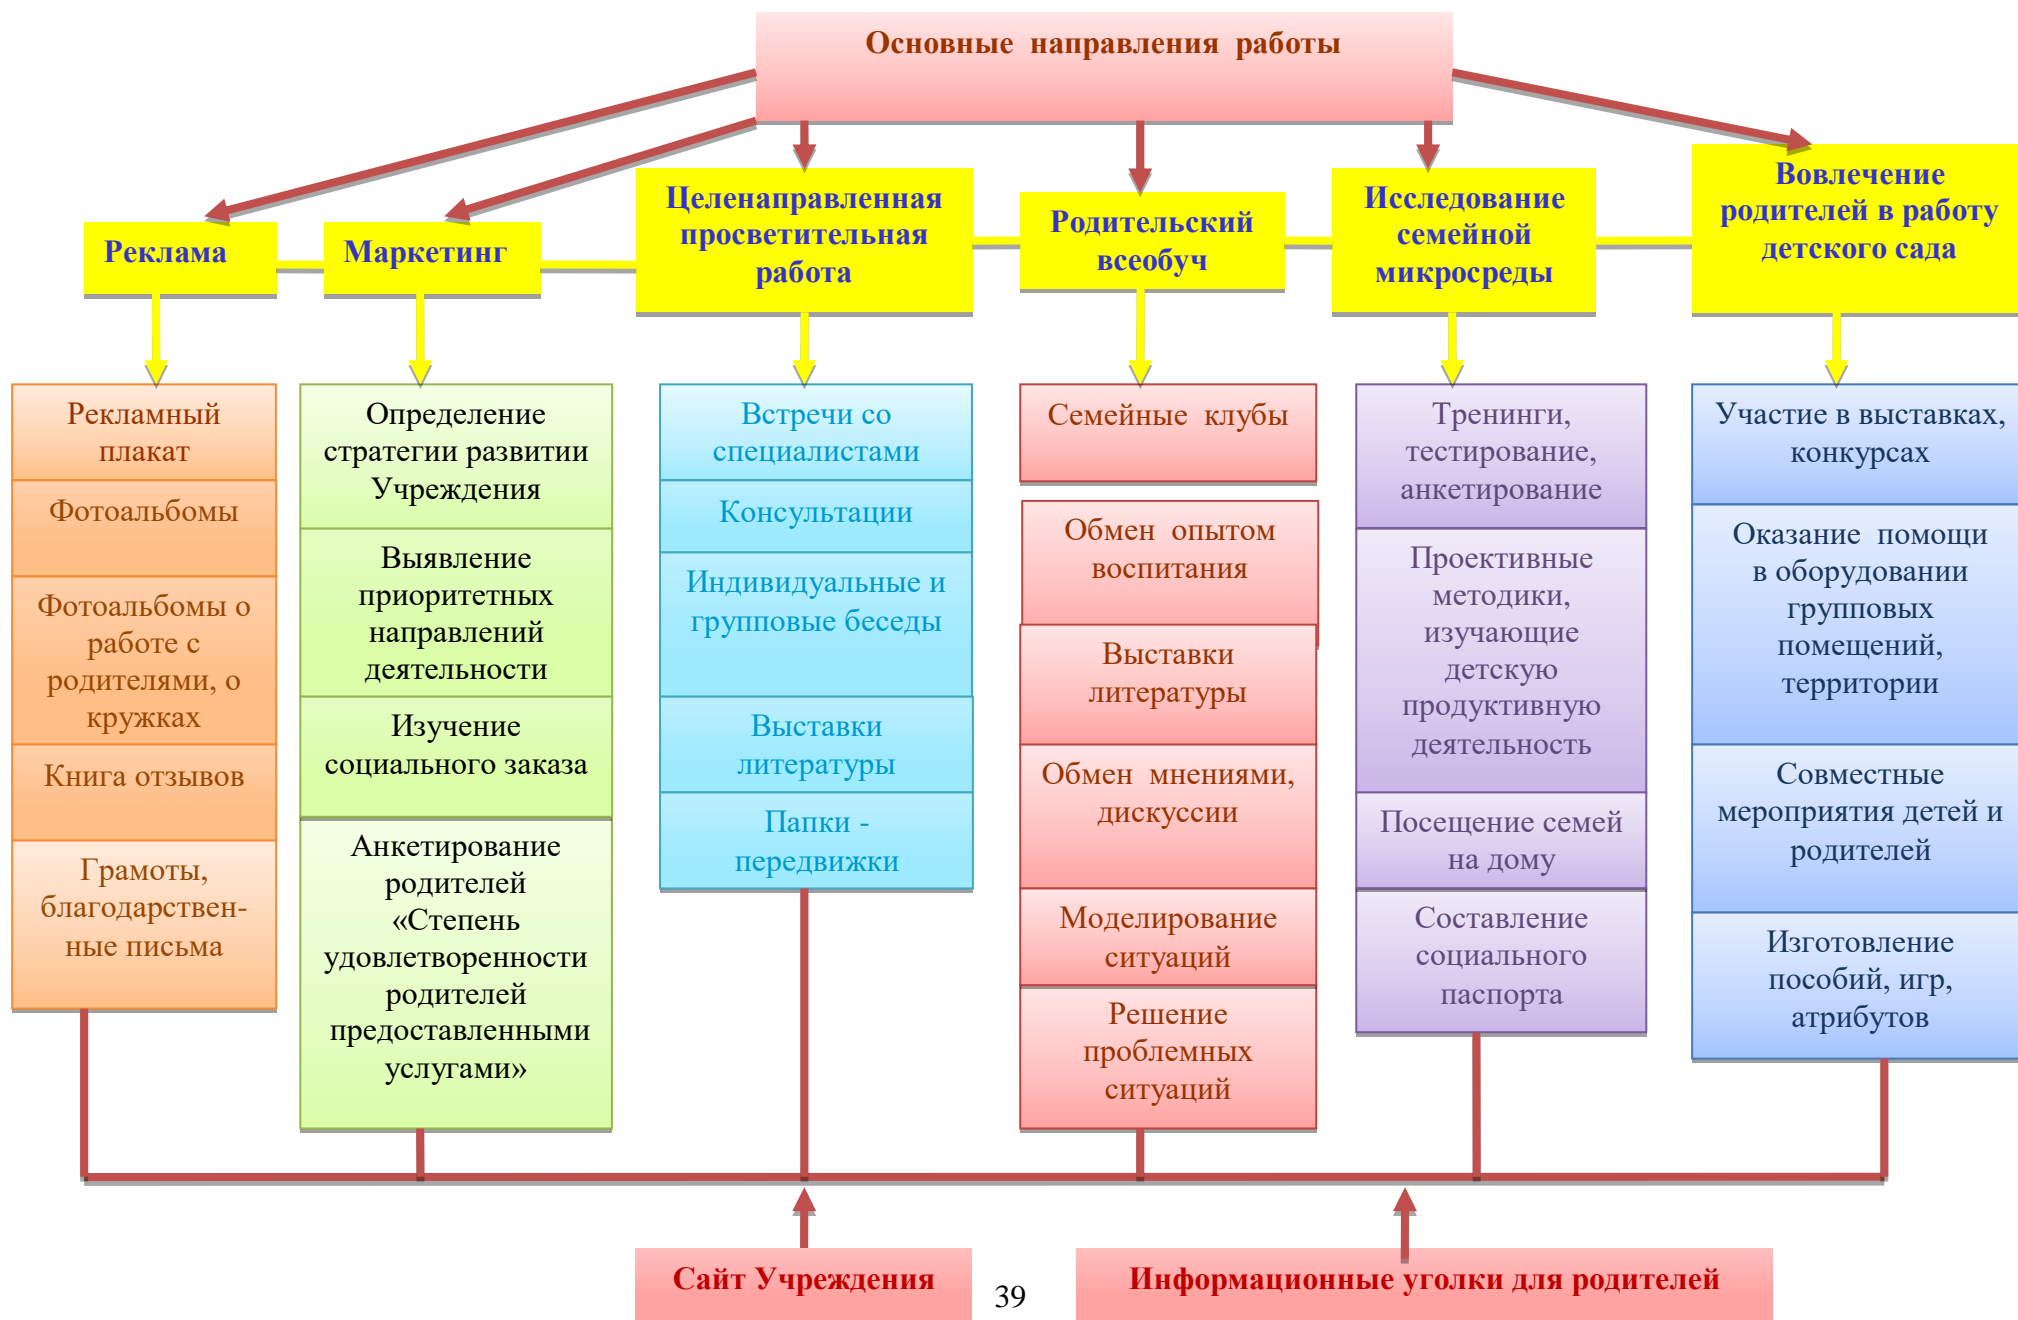 Основные направления работы
Реклама
Маркетинг
Целенаправленная
просветительная
работа
Родительский
всеобуч
Исследование
семейной
микросреды
Вовлечение
родителей в работу
детского сада
Рекламный
плакат
Фотоальбомы
Фотоальбомы о
работе с
родителями, о
кружках
Книга отзывов
Грамоты,
благодарствен-
ные письма
Определение
стратегии развитии
Учреждения
Выявление
приоритетных
направлений
деятельности
Изучение
социального заказа
Анкетирование
родителей
«Степень
удовлетворенности
родителей
предоставленными
услугами»
Встречи со
специалистами
Консультации
Индивидуальные и
групповые беседы
Выставки
литературы
Папки -
передвижки
Семейные клубы
Обмен опытом
воспитания
Выставки
литературы
Обмен мнениями,
дискуссии
Моделирование
ситуаций
Решение
проблемных
ситуаций
Тренинги,
тестирование,
анкетирование
Проективные
методики,
изучающие
детскую
продуктивную
деятельность
Посещение семей
на дому
Составление
социального
паспорта
Участие в выставках,
конкурсах
Оказание помощи
в оборудовании
групповых
помещений,
территории
Совместные
мероприятия детей и
родителей
Изготовление
пособий, игр,
атрибутов
Сайт Учреждения
39
Информационные уголки для родителей